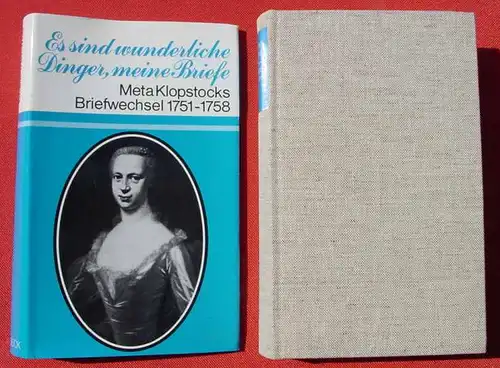 Es sind wunderliche
Dinger, meine Briefe
Meta Klopstocks
Briefwechsel 1751-1758